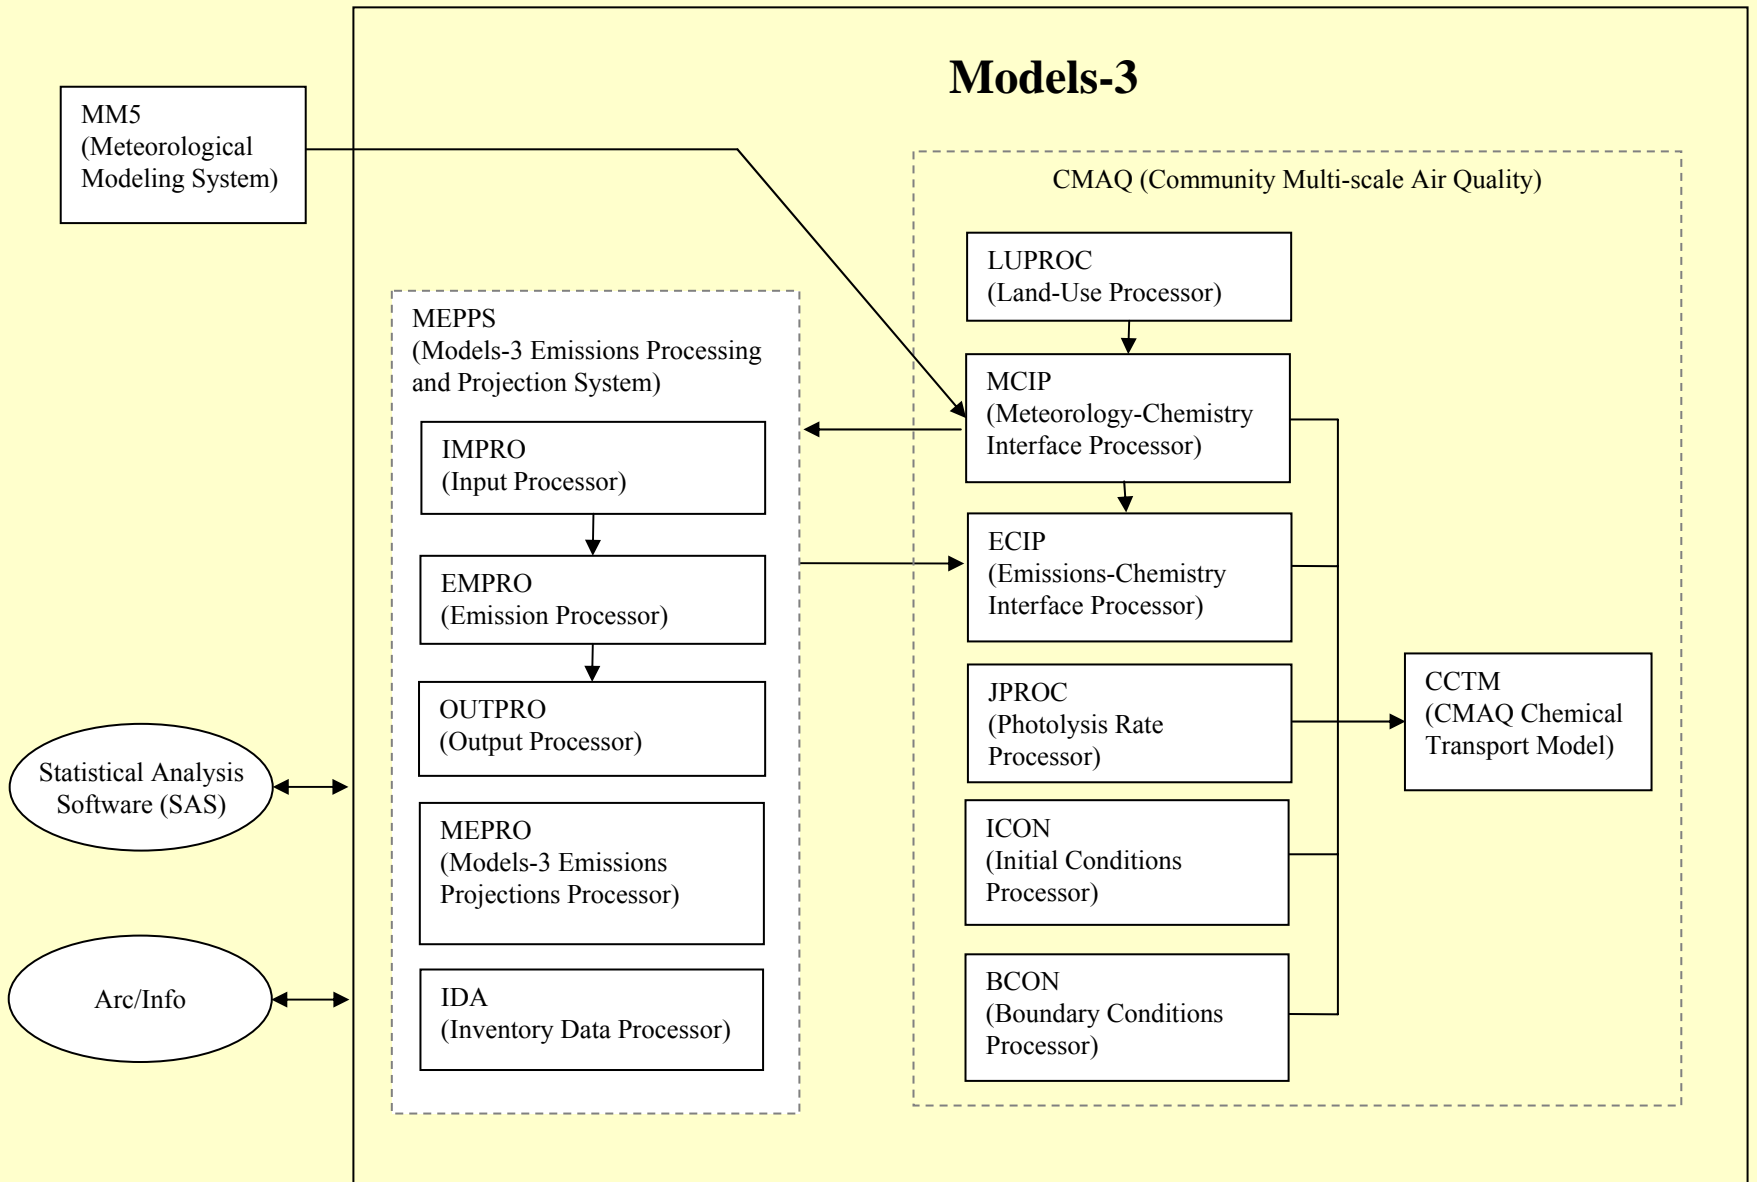 Models-3
MM5
(Meteorological
Modeling System)
CMAQ (Community Multi-scale Air Quality)
LUPROC
(Land-Use Processor)
MEPPS
(Models-3 Emissions Processing
and Projection System)
MCIP
(Meteorology-Chemistry
Interface Processor)
IMPRO
(Input Processor)
ECIP
(Emissions-Chemistry
Interface Processor)
EMPRO
(Emission Processor)
JPROC
(Photolysis Rate
Processor)
CCTM
(CMAQ Chemical
Transport Model)
OUTPRO
(Output Processor)
Statistical Analysis
Software (SAS)
MEPRO
(Models-3 Emissions
Projections Processor)
ICON
(Initial Conditions
Processor)
Arc/Info
IDA
(Inventory Data Processor)
BCON
(Boundary Conditions
Processor)